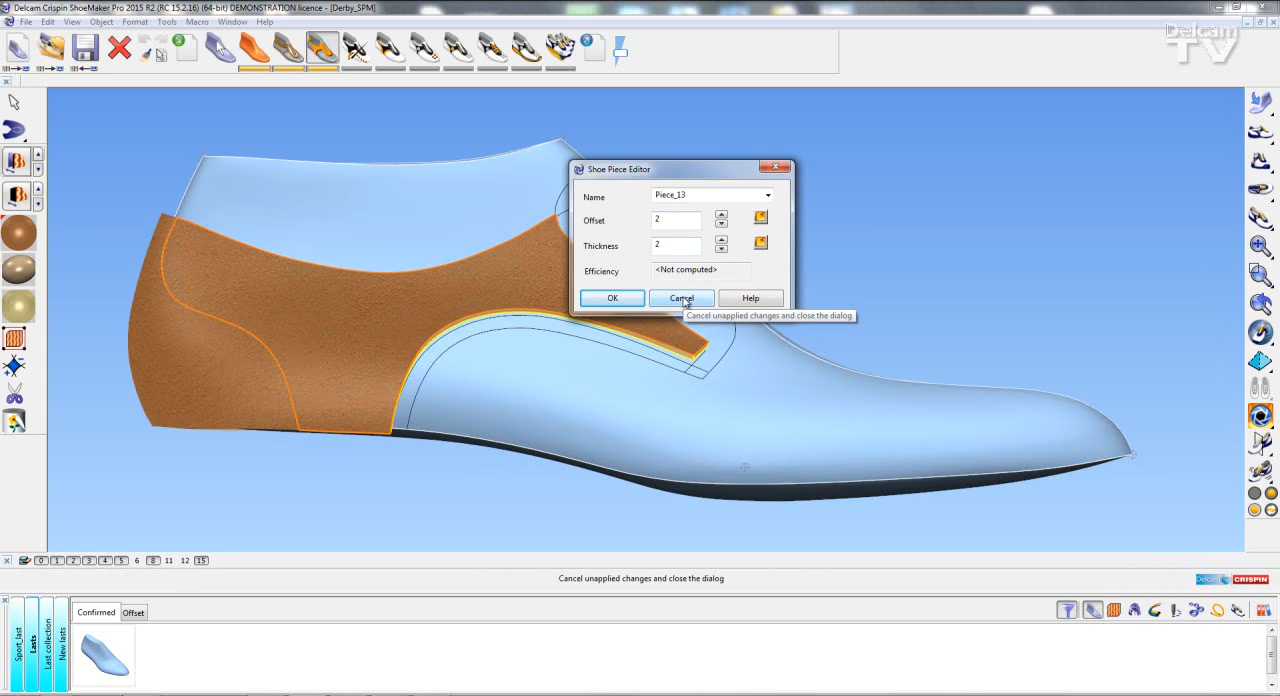 Delcam Crispin ShoeMaker Pro 2015 R2 (RC 15.2.16) (64-bit) DEMONSTRATION licence - [Derby_SPM]
File Edit View Object Format Tools Macro Window Help
Delcam
TV
Shoe Piece Editor
Name Piece_13
Offset 2
Thickness 2
Efficiency <Not computed>
OK Cancel Help
Cancel unapplied changes and close the dialog
0 1 2 3 4 5 6 8 11 12 15
Cancel unapplied changes and close the dialog
Delcam CRISPIN
Confirmed Offset
Sport_last
Lasts
Last collection
New lasts